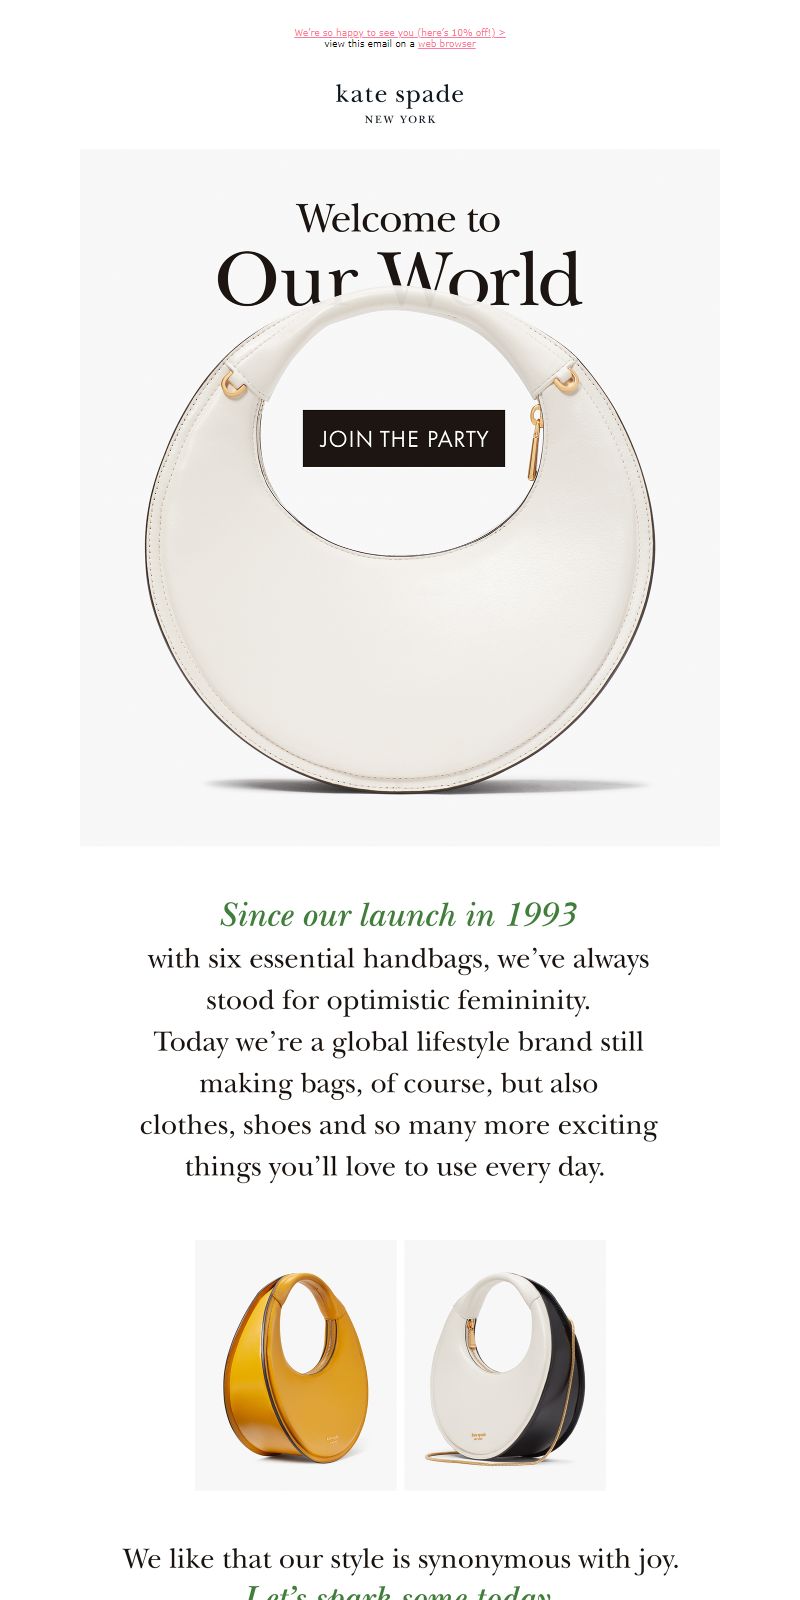 We're so happy to see you (here's 10% off!) >
view this email on a web browser
kate spade
NEW YORK
Welcome to
Our World
JOIN THE PARTY
Since our launch in 1993
with six essential handbags, we've always
stood for optimistic femininity.
Today we're a global lifestyle brand still
making bags, of course, but also
clothes, shoes and so many more exciting
things you'll love to use every day.
kate spade
kate spade
We like that our style is synonymous with joy.
Let's spark some today.